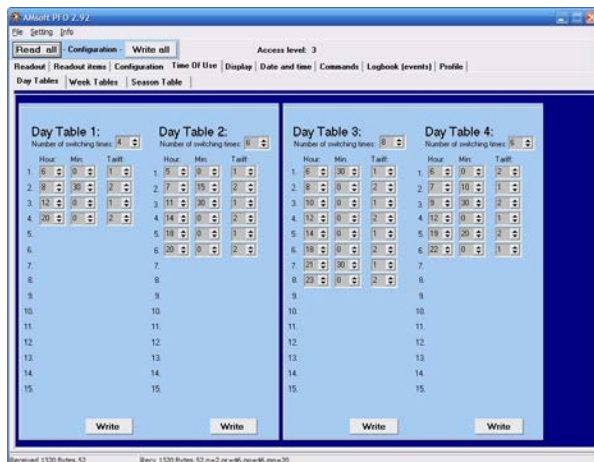 AMsoft PFO 2.92
File Setting Info
Read all - Configuration - Write all Access level: 3
Readout Readout items Configuration Time Of Use Display Date and time Commands Logbook (events) Profile
Day Tables Week Tables Season Table
Day Table 1:
Number of switching times: 4
Hour: Min: Tariff:
1. 6 0 1
2. 8 30 2
3. 12 0 1
4. 20 0 2
5.
6.
7.
8.
9.
10.
11.
12.
13.
14.
15.
Write
Day Table 2:
Number of switching times: 6
Hour: Min: Tariff:
1. 5 0 1
2. 7 15 2
3. 11 30 1
4. 14 0 2
5. 18 0 1
6. 20 0 2
7.
8.
9.
10.
11.
12.
13.
14.
15.
Write
Day Table 3:
Number of switching times: 8
Hour: Min: Tariff:
1. 6 30 1
2. 8 0 2
3. 10 0 1
4. 12 0 2
5. 14 0 1
6. 18 0 2
7. 21 30 1
8. 23 0 2
9.
10.
11.
12.
13.
14.
15.
Write
Day Table 4:
Number of switching times: 6
Hour: Min: Tariff:
1. 6 0 2
2. 7 10 1
3. 9 30 2
4. 12 0 1
5. 19 20 2
6. 22 0 1
7.
8.
9.
10.
11.
12.
13.
14.
15.
Write
Received 1320 Bytes, 52 Recv 1320 Bytes, 52